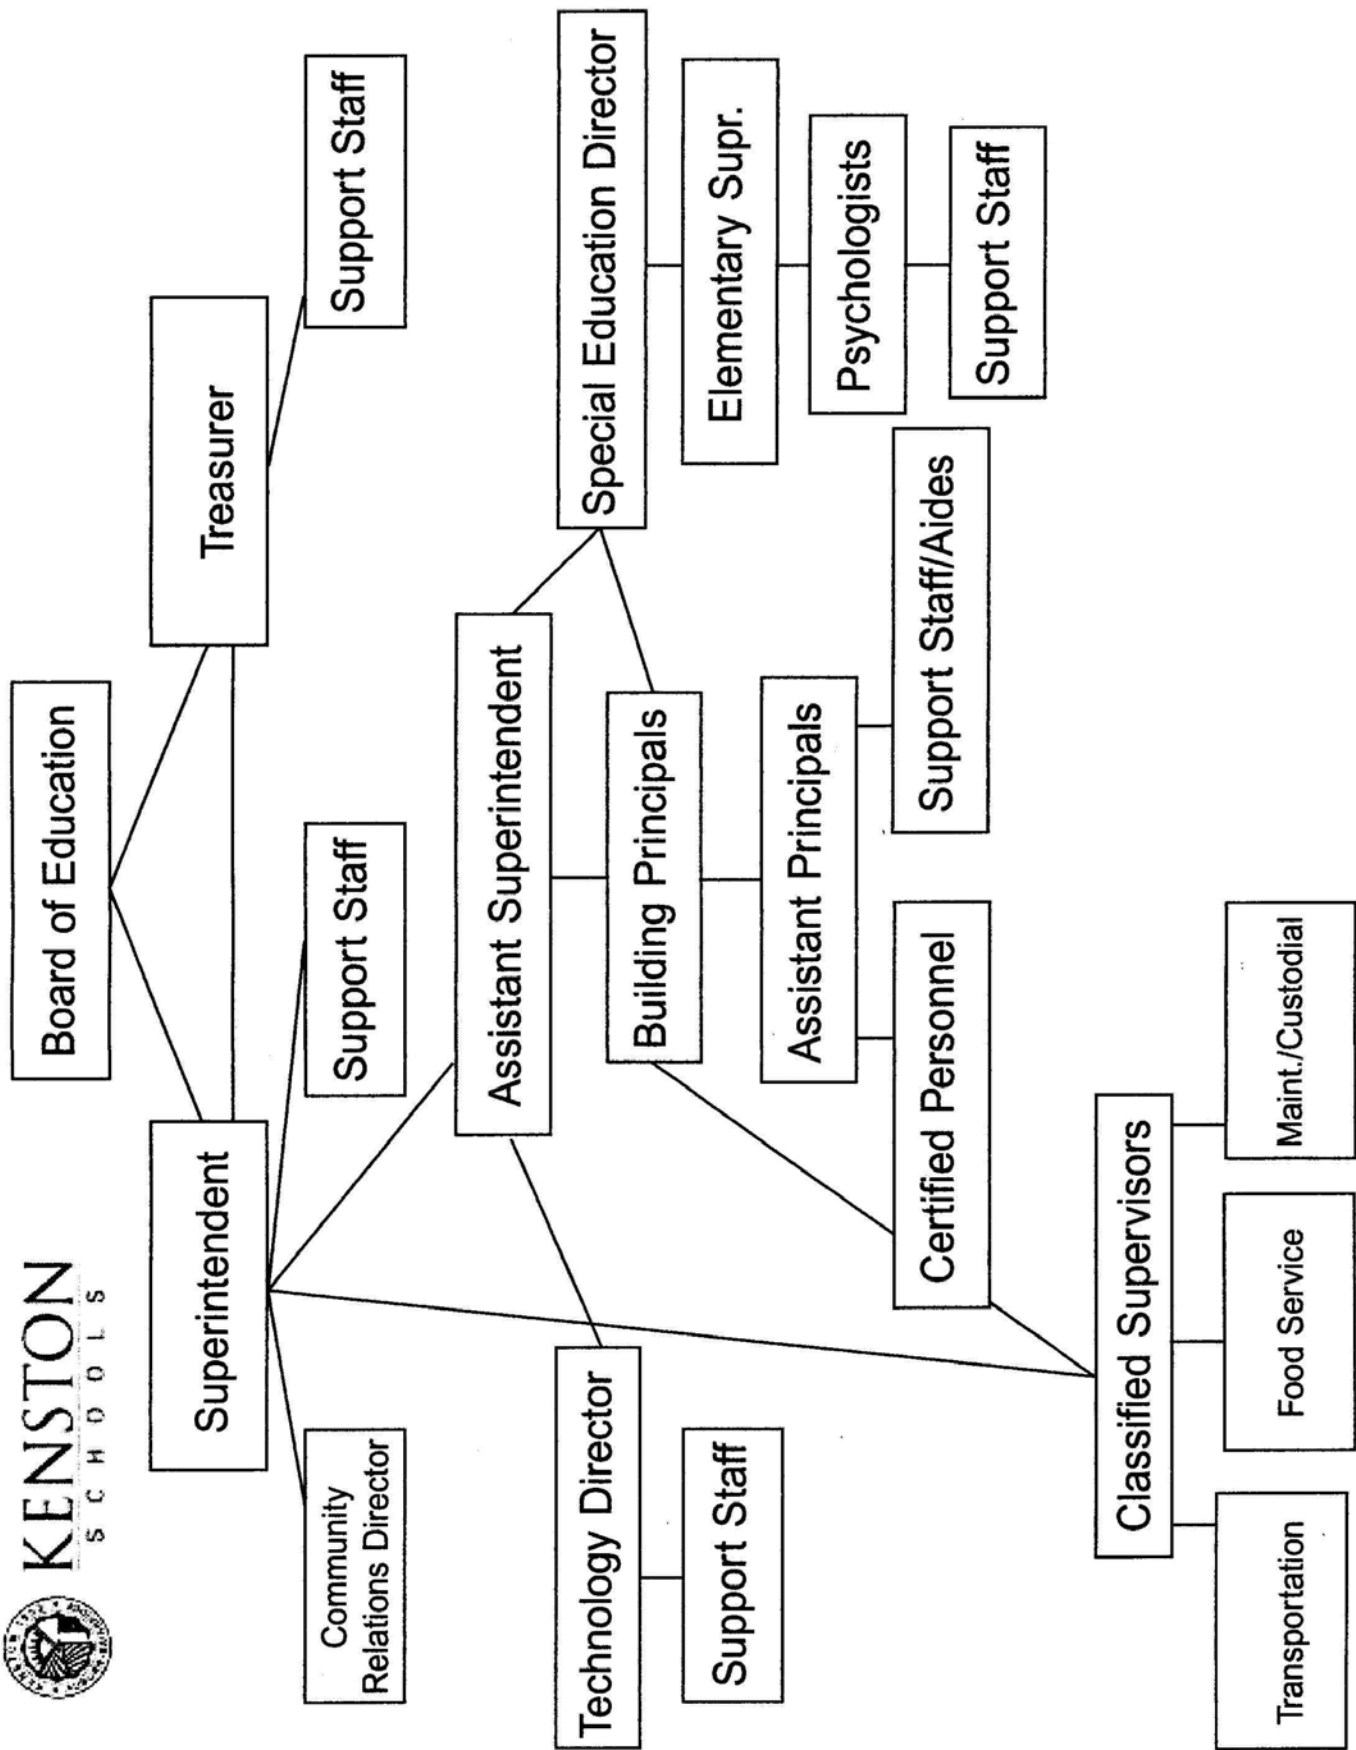 KENSTON
SCHOOLS
Board of Education
Superintendent
Treasurer
Community
Relations Director
Support Staff
Support Staff
Assistant Superintendent
Technology Director
Building Principals
Special Education Director
Support Staff
Assistant Principals
Elementary Supr.
Certified Personnel
Support Staff/Aides
Psychologists
Support Staff
Classified Supervisors
Transportation
Food Service
Maint./Custodial